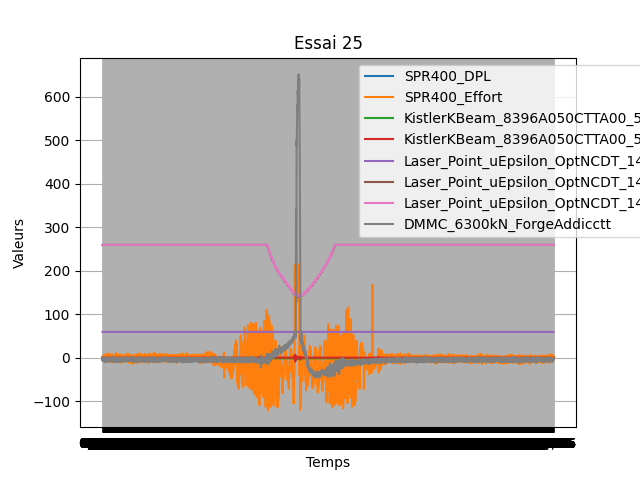 Essai 25
SPR400_DPL
SPR400_Effort
KistlerKBeam_8396A050CTTA00_5
KistlerKBeam_8396A050CTTA00_5
Laser_Point_uEpsilon_OptNCDT_14
Laser_Point_uEpsilon_OptNCDT_14
Laser_Point_uEpsilon_OptNCDT_14
DMMC_6300kN_ForgeAddicctt
600
500
400
300
200
100
0
−100
Valeurs
Temps